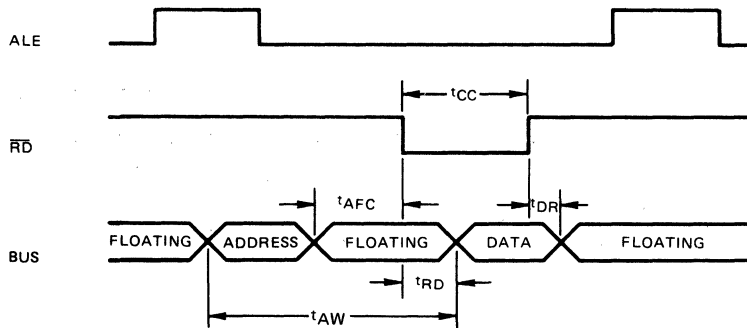 ALE
tCC
RD
tAFC
tDR
BUS
FLOATING ADDRESS FLOATING DATA FLOATING
tRD
tAW